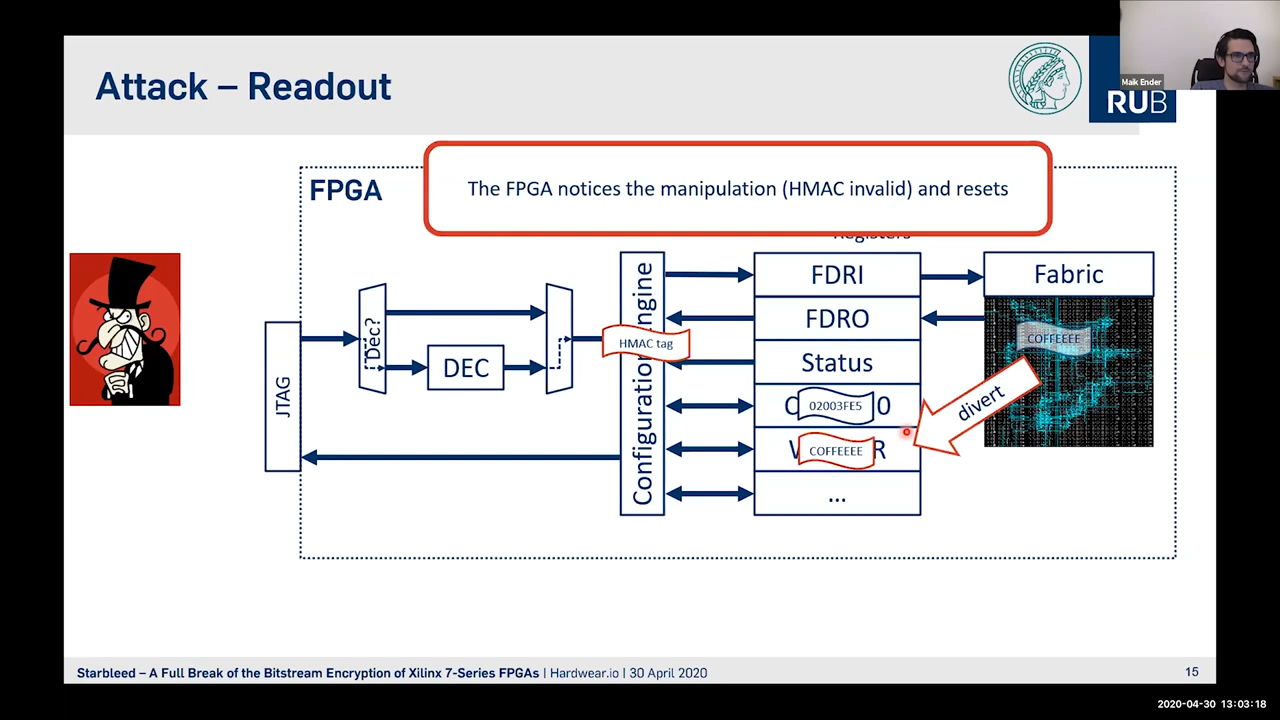 Attack – Readout
Maik Ender
RUB
The FPGA notices the manipulation (HMAC invalid) and resets
FPGA
Registers
JTAG
Dec?
DEC
HMAC tag
Configuration Engine
FDRI
FDRO
Status
02003FE5
COFFEEEE
...
Fabric
COFFEEEE
divert
Starbleed – A Full Break of the Bitstream Encryption of Xilinx 7-Series FPGAs | Hardwear.io | 30 April 2020
15
2020-04-30 13:03:18